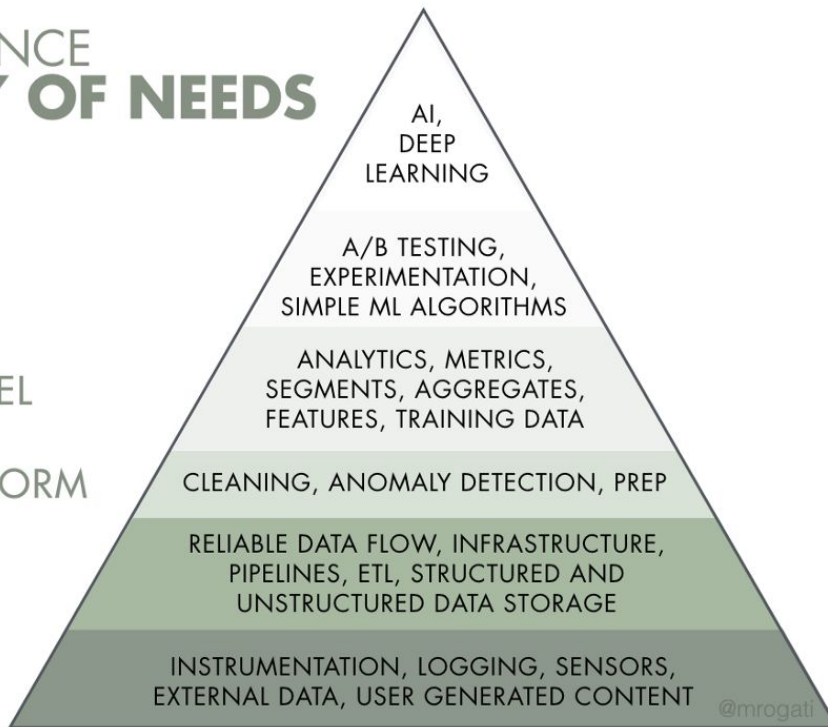 NCE
Y OF NEEDS
AI,
DEEP
LEARNING
A/B TESTING,
EXPERIMENTATION,
SIMPLE ML ALGORITHMS
EL
ANALYTICS, METRICS,
SEGMENTS, AGGREGATES,
FEATURES, TRAINING DATA
ORM
CLEANING, ANOMALY DETECTION, PREP
RELIABLE DATA FLOW, INFRASTRUCTURE,
PIPELINES, ETL, STRUCTURED AND
UNSTRUCTURED DATA STORAGE
INSTRUMENTATION, LOGGING, SENSORS,
EXTERNAL DATA, USER GENERATED CONTENT
@mrogati